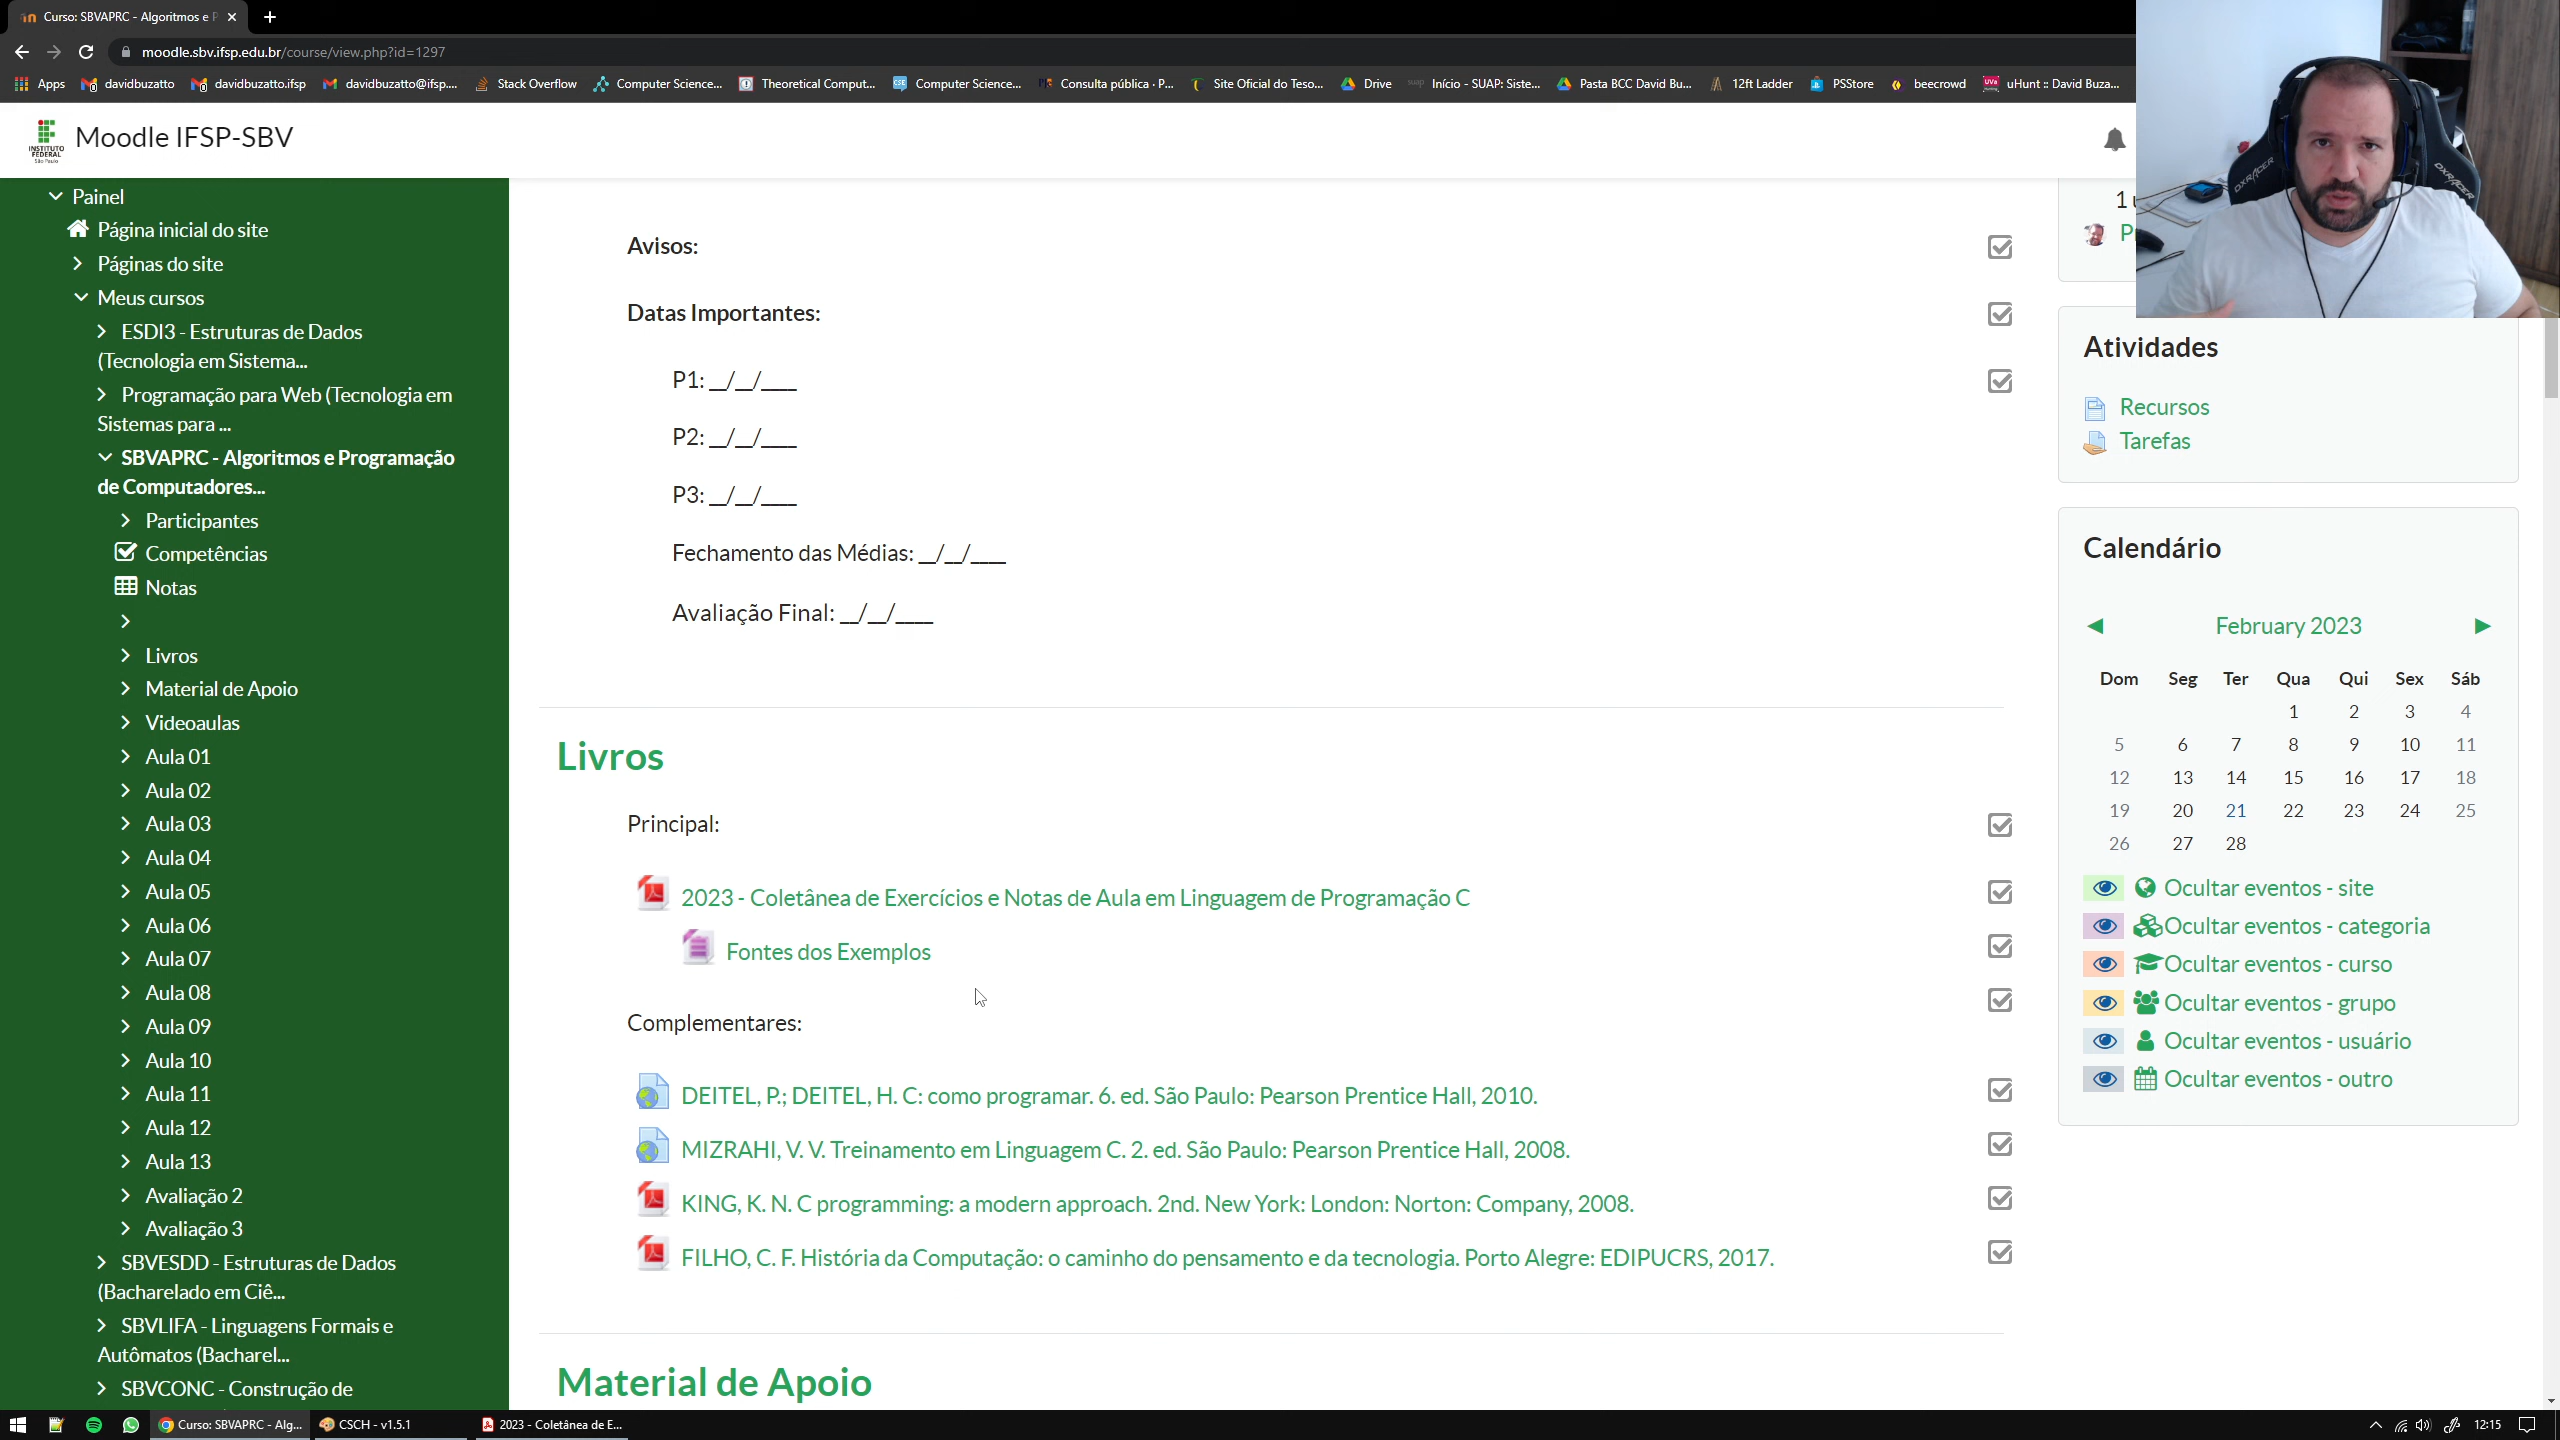 Curso: SBVAPRC - Algoritmos e P
moodle.sbv.ifsp.edu.br/course/view.php?id=1297
Apps
davidbuzatto
davidbuzatto.ifsp
davidbuzatto@ifsp....
Stack Overflow
Computer Science...
Theoretical Comput...
Computer Science...
Consulta pública · P...
Site Oficial do Teso...
Drive
Início - SUAP: Siste...
Pasta BCC David Bu...
12ft Ladder
PSStore
beecrowd
uHunt :: David Buza...
INSTITUTO
FEDERAL
São Paulo
Moodle IFSP-SBV
Painel
Página inicial do site
Páginas do site
Meus cursos
ESDI3 - Estruturas de Dados
(Tecnologia em Sistema...
Programação para Web (Tecnologia em
Sistemas para ...
SBVAPRC - Algoritmos e Programação
de Computadores...
Participantes
Competências
Notas
Livros
Material de Apoio
Videoaulas
Aula 01
Aula 02
Aula 03
Aula 04
Aula 05
Aula 06
Aula 07
Aula 08
Aula 09
Aula 10
Aula 11
Aula 12
Aula 13
Avaliação 2
Avaliação 3
SBVESDD - Estruturas de Dados
(Bacharelado em Ciê...
SBVLIFA - Linguagens Formais e
Autômatos (Bacharel...
SBVCONC - Construção de
Avisos:
Datas Importantes:
P1: __/__/____
P2: __/__/____
P3: __/__/____
Fechamento das Médias: __/__/____
Avaliação Final: __/__/____
Livros
Principal:
2023 - Coletânea de Exercícios e Notas de Aula em Linguagem de Programação C
Fontes dos Exemplos
Complementares:
DEITEL, P.; DEITEL, H. C: como programar. 6. ed. São Paulo: Pearson Prentice Hall, 2010.
MIZRAHI, V. V. Treinamento em Linguagem C. 2. ed. São Paulo: Pearson Prentice Hall, 2008.
KING, K. N. C programming: a modern approach. 2nd. New York: London: Norton: Company, 2008.
FILHO, C. F. História da Computação: o caminho do pensamento e da tecnologia. Porto Alegre: EDIPUCRS, 2017.
Material de Apoio
DXRACER
DXRACER
1 u
Pr
Atividades
Recursos
Tarefas
Calendário
February 2023
Dom Seg Ter Qua Qui Sex Sáb
1 2 3 4
5 6 7 8 9 10 11
12 13 14 15 16 17 18
19 20 21 22 23 24 25
26 27 28
Ocultar eventos - site
Ocultar eventos - categoria
Ocultar eventos - curso
Ocultar eventos - grupo
Ocultar eventos - usuário
Ocultar eventos - outro
Curso: SBVAPRC - Alg...
CSCH - v1.5.1
2023 - Coletânea de E...
12:15